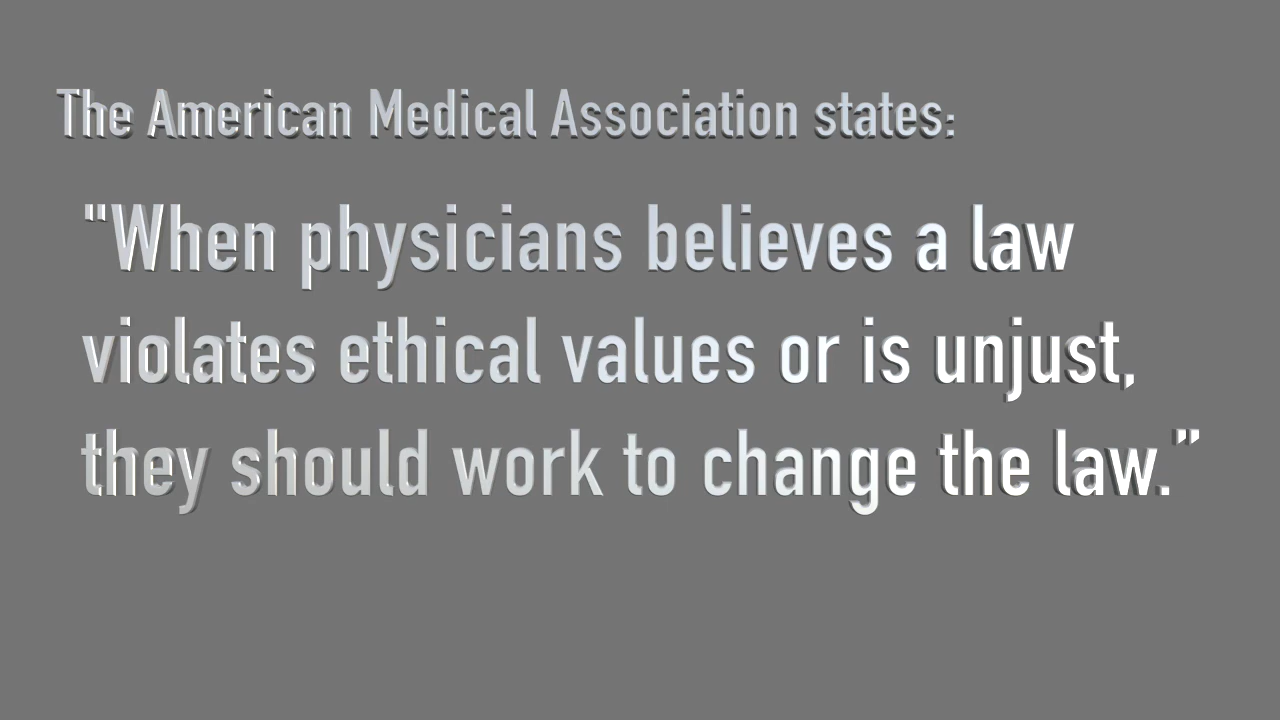 The American Medical Association states:
"When physicians believes a law
violates ethical values or is unjust,
they should work to change the law.”